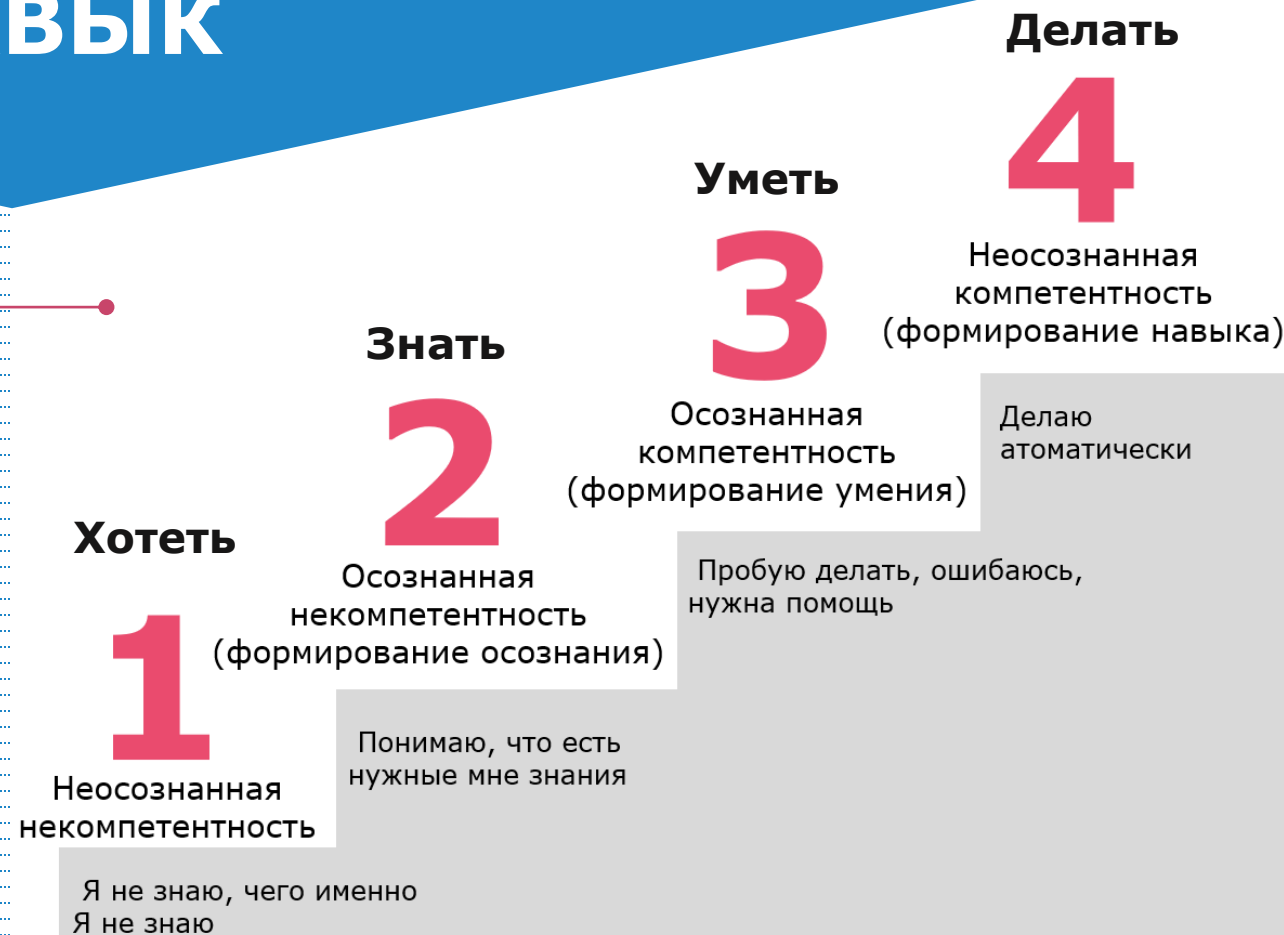 ВЫК
Делать
4
Неосознанная
компетентность
(формирование навыка)
Делаю
атоматически
Уметь
3
Осознанная
компетентность
(формирование умения)
Пробую делать, ошибаюсь,
нужна помощь
Знать
2
Осознанная
некомпетентность
(формирование осознания)
Понимаю, что есть
нужные мне знания
Хотеть
1
Неосознанная
некомпетентность
Я не знаю, чего именно
Я не знаю